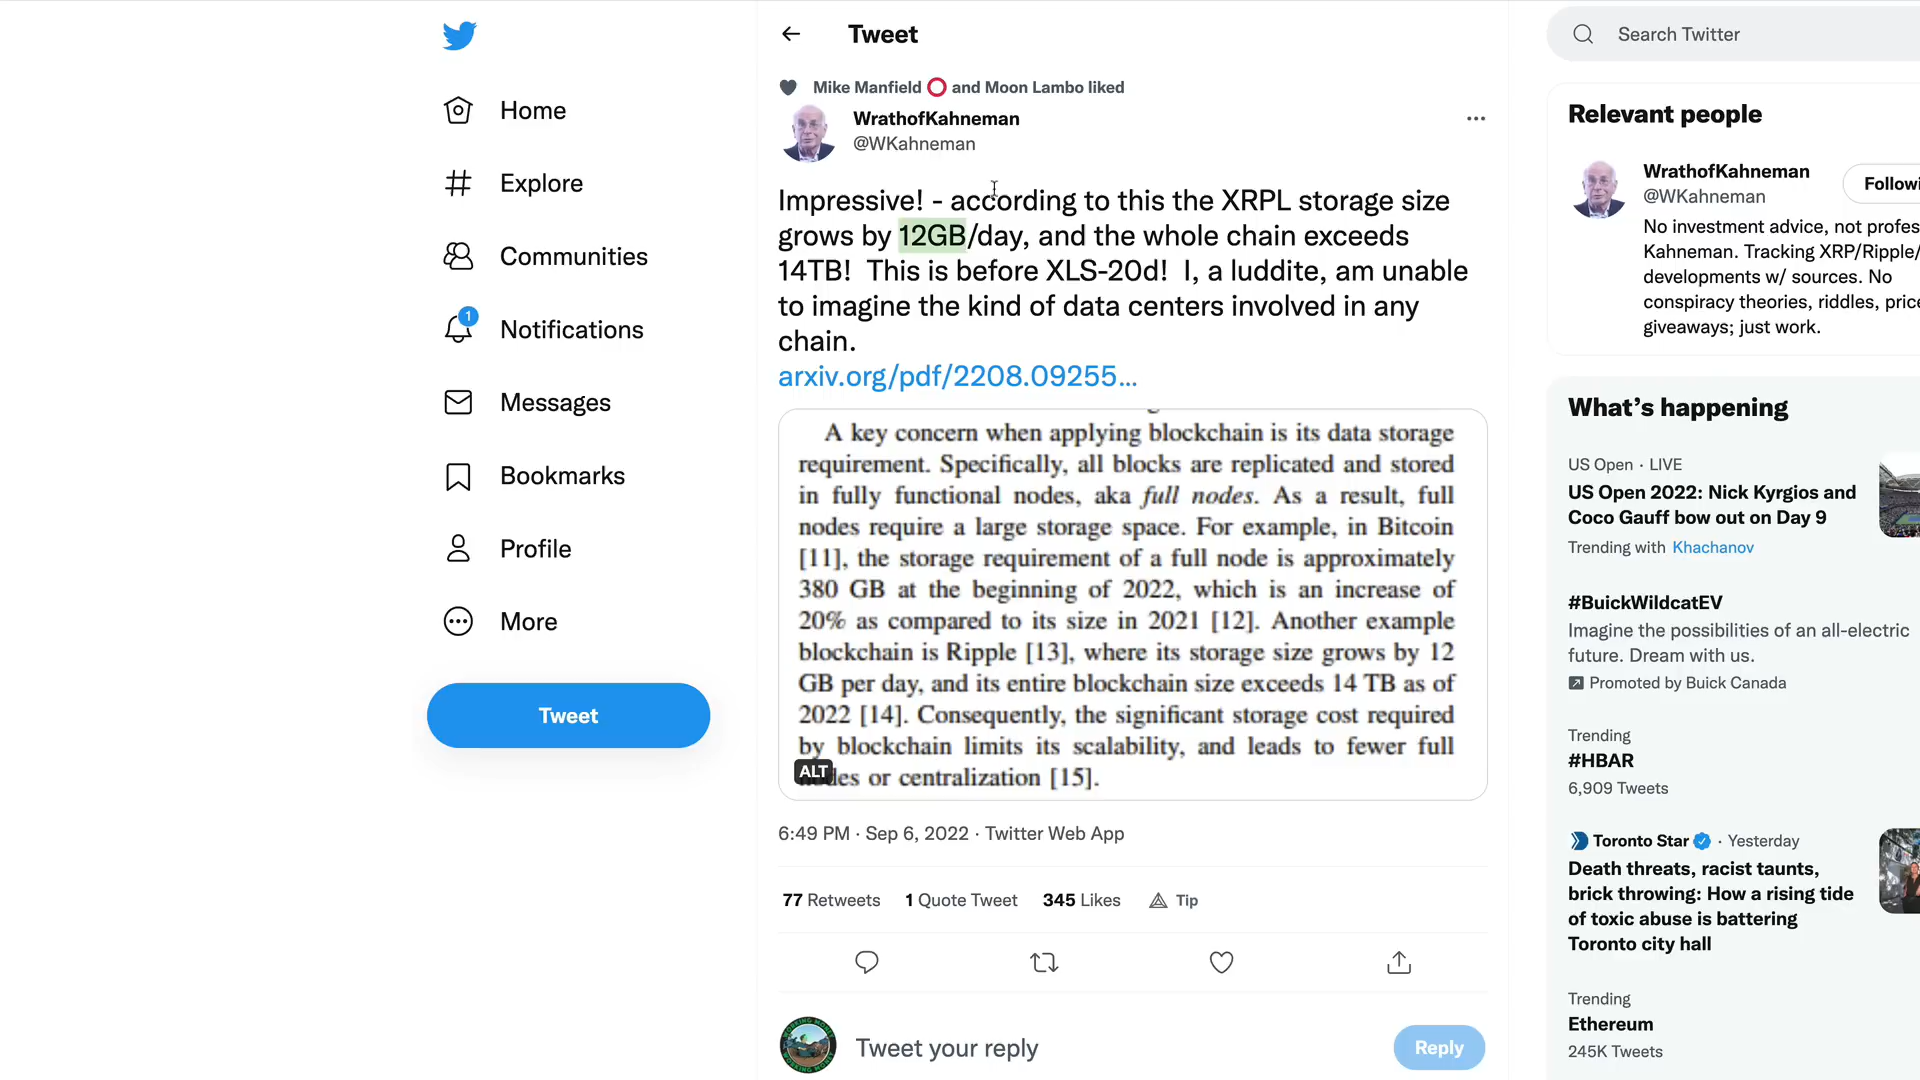 Home
Explore
Communities
1
Notifications
Messages
Bookmarks
Profile
More
Tweet
Tweet
Mike Manfield and Moon Lambo liked
WrathofKahneman
@WKahneman
Impressive! - according to this the XRPL storage size
grows by 12GB/day, and the whole chain exceeds
14TB! This is before XLS-20d! I, a luddite, am unable
to imagine the kind of data centers involved in any
chain.
arxiv.org/pdf/2208.09255...
A key concern when applying blockchain is its data storage
requirement. Specifically, all blocks are replicated and stored
in fully functional nodes, aka full nodes. As a result, full
nodes require a large storage space. For example, in Bitcoin
[11], the storage requirement of a full node is approximately
380 GB at the beginning of 2022, which is an increase of
20% as compared to its size in 2021 [12]. Another example
blockchain is Ripple [13], where its storage size grows by 12
GB per day, and its entire blockchain size exceeds 14 TB as of
2022 [14]. Consequently, the significant storage cost required
by blockchain limits its scalability, and leads to fewer full
ALT des or centralization [15].
6:49 PM · Sep 6, 2022 · Twitter Web App
77 Retweets 1 Quote Tweet 345 Likes Tip
Tweet your reply
Reply
Search Twitter
Relevant people
WrathofKahneman
@WKahneman
Followi
No investment advice, not profes
Kahneman. Tracking XRP/Ripple/
developments w/ sources. No
conspiracy theories, riddles, price
giveaways; just work.
What's happening
US Open · LIVE
US Open 2022: Nick Kyrgios and
Coco Gauff bow out on Day 9
Trending with Khachanov
#BuickWildcatEV
Imagine the possibilities of an all-electric
future. Dream with us.
Promoted by Buick Canada
Trending
#HBAR
6,909 Tweets
Toronto Star · Yesterday
Death threats, racist taunts,
brick throwing: How a rising tide
of toxic abuse is battering
Toronto city hall
Trending
Ethereum
245K Tweets